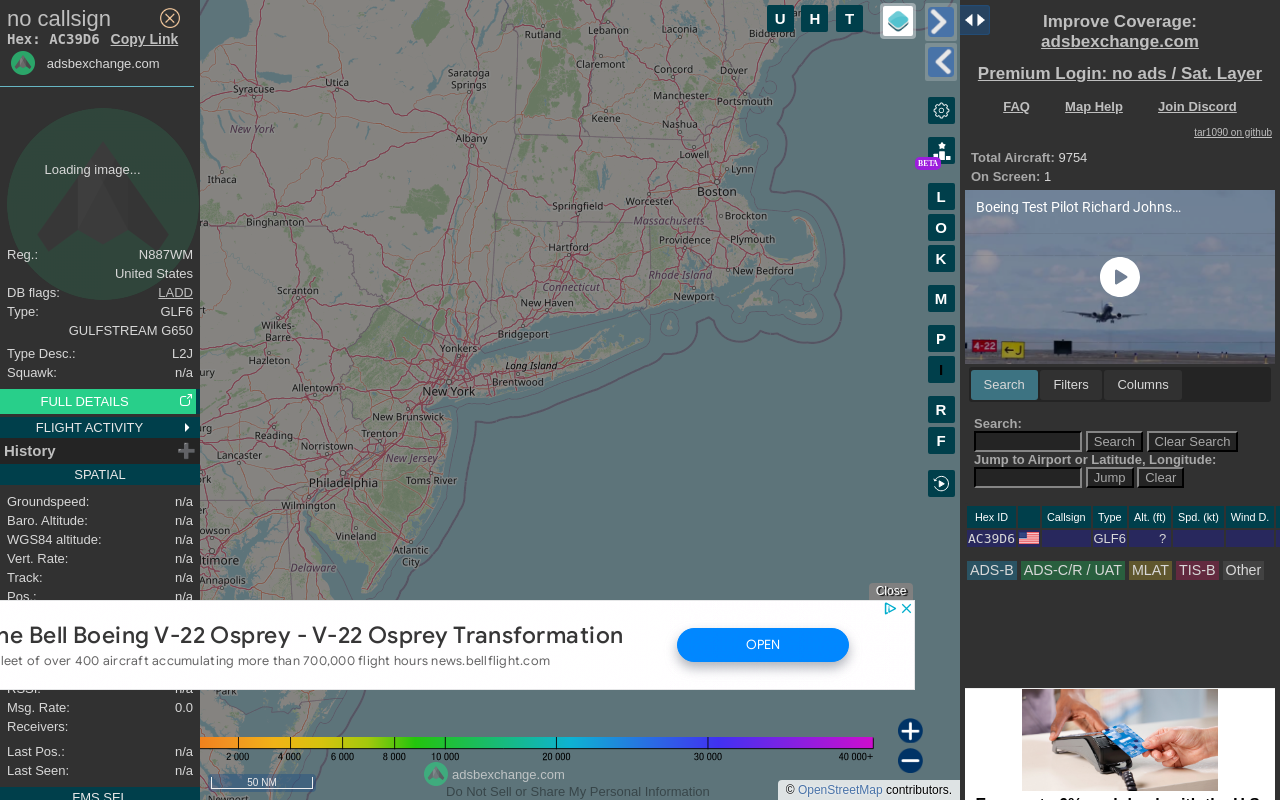 no callsign
Hex: AC39D6 Copy Link
adsbexchange.com
Loading image...
Reg.: N887WM
United States
DB flags: LADD
Type: GLF6
GULFSTREAM G650
Type Desc.: L2J
Squawk: n/a
FULL DETAILS
FLIGHT ACTIVITY
History
SPATIAL
Groundspeed: n/a
Baro. Altitude: n/a
WGS84 altitude: n/a
Vert. Rate: n/a
Track: n/a
Pos.: n/a
RSSI: n/a
Msg. Rate: 0.0
Receivers:
Last Pos.: n/a
Last Seen: n/a
FMS SEL
U H T
Rutland
Lebanon
Laconia
Biddeford
Claremont
Concord
Dover
Saratoga
Springs
Utica
Syracuse
Manchester
Portsmouth
Keene
Nashua
New York
Albany
Lowell
Lynn
Ithaca
Boston
Worcester
Springfield
Massachusetts
Brockton
Binghamton
Hartford
Providence
Plymouth
Rhode Island
New Bedford
Connecticut
Newport
Scranton
New Haven
Wilkes-
Barre
Bridgeport
Hazleton
Yonkers
Long Island
Brentwood
Allentown
New York
New Brunswick
Reading
Trenton
Norristown
Lancaster
New Jersey
Philadelphia
Toms River
Wilmington
Vineland
Atlantic
City
Annapolis
Delaware
Park
BETA
L
O
K
M
P
I
R
F
Close
ne Bell Boeing V-22 Osprey - V-22 Osprey Transformation
leet of over 400 aircraft accumulating more than 700,000 flight hours news.bellflight.com
OPEN
2 000 4 000 6 000 8 000 10 000 20 000 30 000 40 000+
50 NM
adsbexchange.com
Do Not Sell or Share My Personal Information
© OpenStreetMap contributors.
Newport
Improve Coverage:
adsbexchange.com
Premium Login: no ads / Sat. Layer
FAQ Map Help Join Discord
tar1090 on github
Total Aircraft: 9754
On Screen: 1
Boeing Test Pilot Richard Johns…
4-22
Search Filters Columns
Search:
Search Clear Search
Jump to Airport or Latitude, Longitude:
Jump Clear
Hex ID Callsign Type Alt. (ft) Spd. (kt) Wind D.
AC39D6 GLF6 ?
ADS-B ADS-C/R / UAT MLAT TIS-B Other